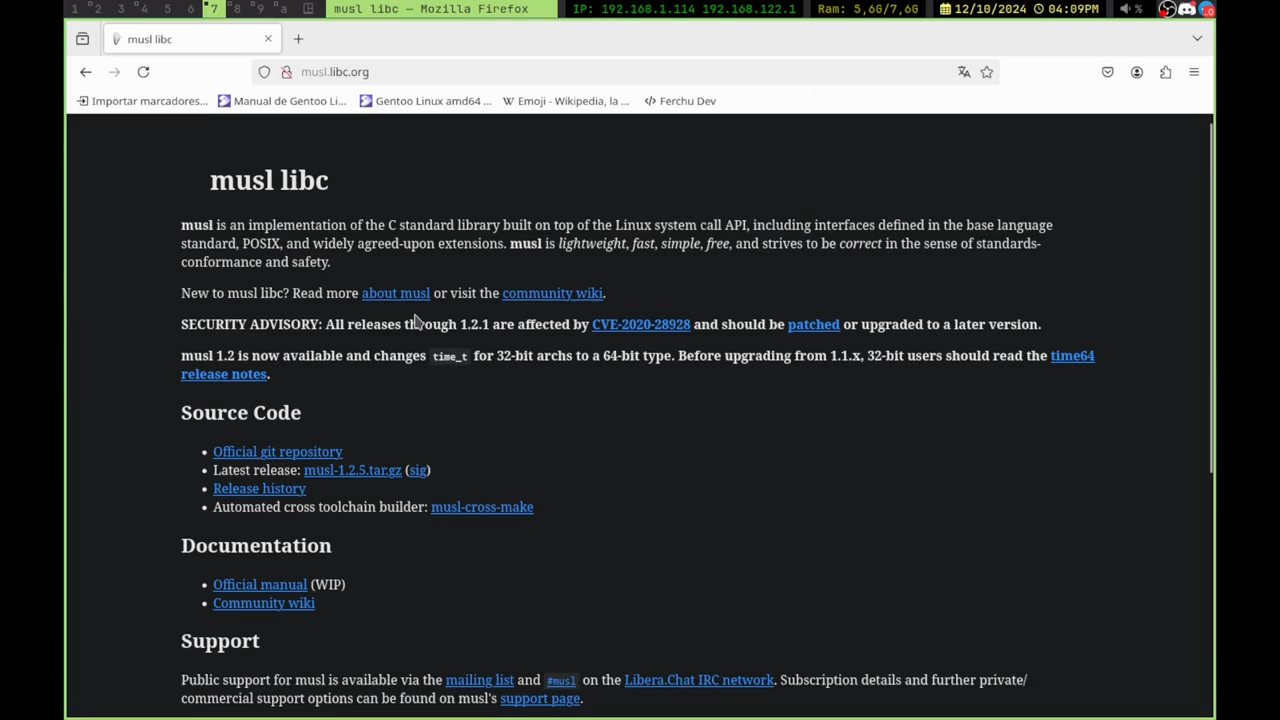 1 2 3 4 5 6 7 8 9 a musl libc — Mozilla Firefox IP: 192.168.1.114 192.168.122.1 Ram: 5,6G/7,6G 12/10/2024 04:09PM %
musl libc
musl.libc.org
Importar marcadores... Manual de Gentoo Li... Gentoo Linux amd64 ... Emoji - Wikipedia, la ... Ferchu Dev
musl libc
musl is an implementation of the C standard library built on top of the Linux system call API, including interfaces defined in the base language
standard, POSIX, and widely agreed-upon extensions. musl is lightweight, fast, simple, free, and strives to be correct in the sense of standards-
conformance and safety.
New to musl libc? Read more about musl or visit the community wiki.
SECURITY ADVISORY: All releases through 1.2.1 are affected by CVE-2020-28928 and should be patched or upgraded to a later version.
musl 1.2 is now available and changes time_t for 32-bit archs to a 64-bit type. Before upgrading from 1.1.x, 32-bit users should read the time64
release notes.
Source Code
• Official git repository
• Latest release: musl-1.2.5.tar.gz (sig)
• Release history
• Automated cross toolchain builder: musl-cross-make
Documentation
• Official manual (WIP)
• Community wiki
Support
Public support for musl is available via the mailing list and #musl on the Libera.Chat IRC network. Subscription details and further private/
commercial support options can be found on musl's support page.